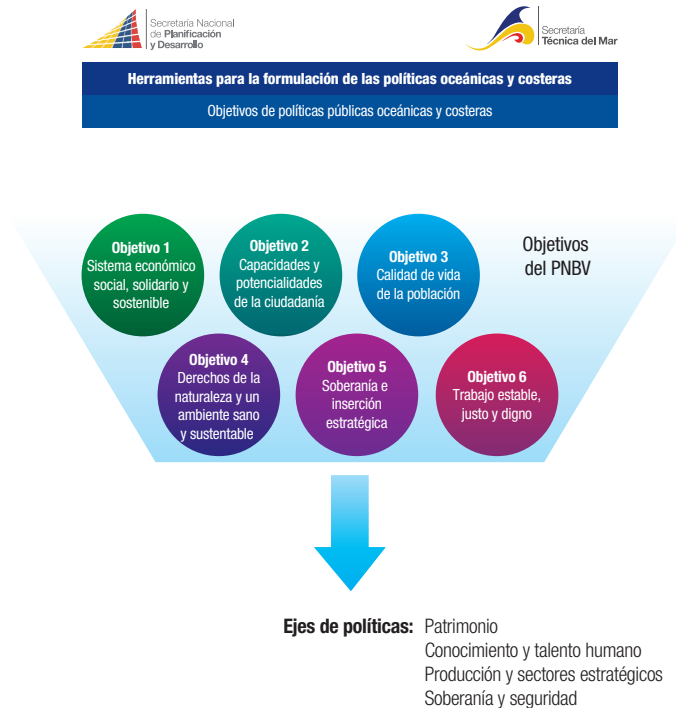 Secretaría Nacional
de Planificación
y Desarrollo
Secretaría
Técnica del Mar
Herramientas para la formulación de las políticas oceánicas y costeras
Objetivos de políticas públicas oceánicas y costeras
Objetivo 1
Sistema económico
social, solidario y
sostenible
Objetivo 2
Capacidades y
potencialidades
de la ciudadanía
Objetivo 3
Calidad de vida
de la población
Objetivos
del PNBV
Objetivo 4
Derechos de la
naturaleza y un
ambiente sano
y sustentable
Objetivo 5
Soberanía e
inserción
estratégica
Objetivo 6
Trabajo estable,
justo y digno
Ejes de políticas: Patrimonio
Conocimiento y talento humano
Producción y sectores estratégicos
Soberanía y seguridad